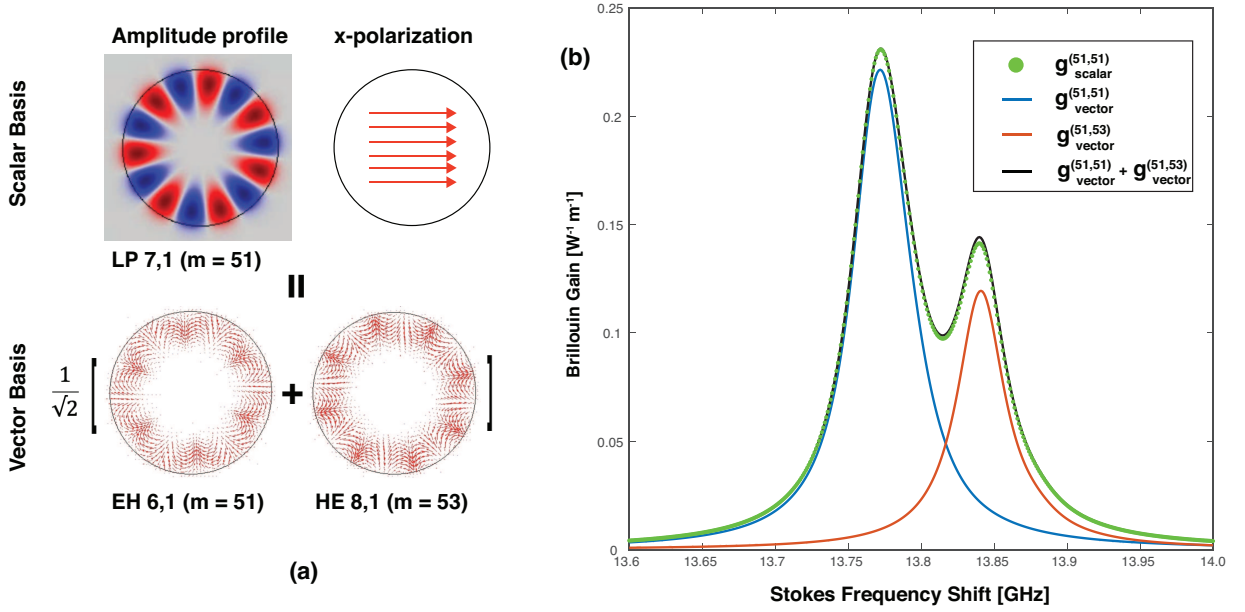 Amplitude profile
x-polarization
Scalar Basis
LP 7,1 (m = 51)
=
Vector Basis
1
√2
[
+
]
EH 6,1 (m = 51)
HE 8,1 (m = 53)
(a)
(b)
Brillouin Gain [W⁻¹ m⁻¹]
0.25
0.2
0.15
0.1
0.05
0
13.6
13.65
13.7
13.75
13.8
13.85
13.9
13.95
14.0
Stokes Frequency Shift [GHz]
g(51,51) scalar
g(51,51) vector
g(51,53) vector
g(51,51) vector + g(51,53) vector